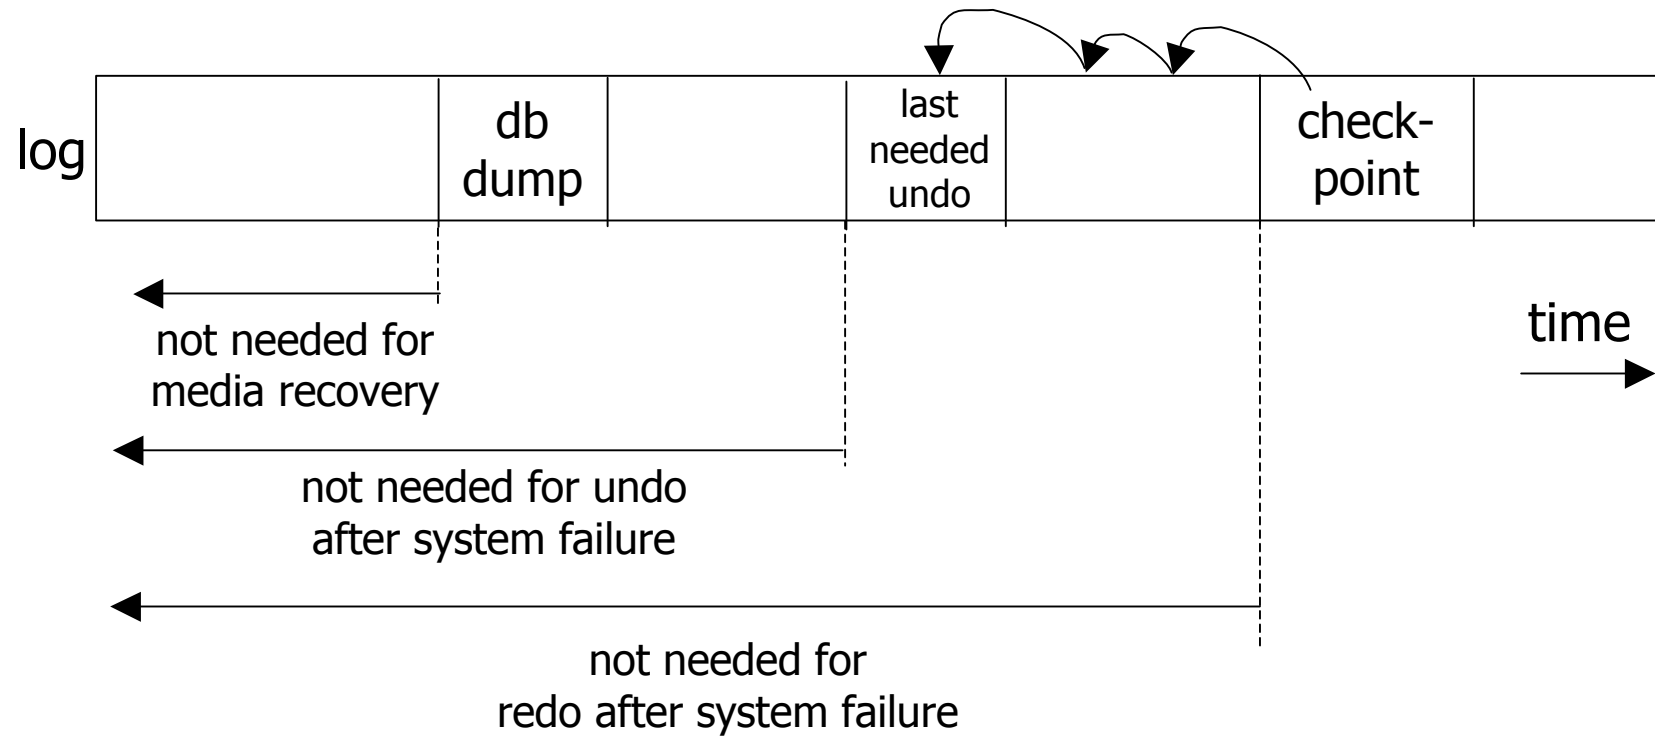 log
db
dump
last
needed
undo
check-
point
not needed for
media recovery
time
not needed for undo
after system failure
not needed for
redo after system failure